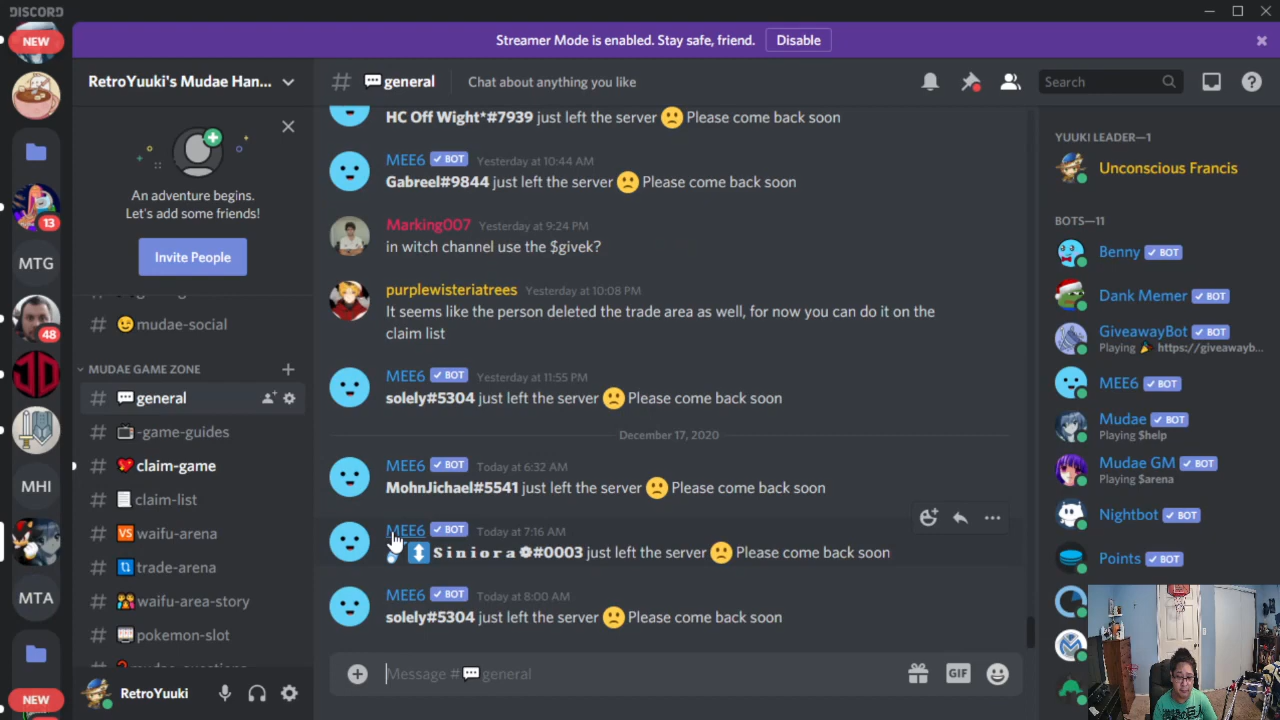 DISCORD
Streamer Mode is enabled. Stay safe, friend. Disable
NEW
13
MTG
48
MHI
MTA
NEW
RetroYuuki's Mudae Han...
An adventure begins.
Let's add some friends!
Invite People
# 😉mudae-social
MUDAE GAME ZONE
# 💬general
# 📺-game-guides
# 💖claim-game
# 📃claim-list
# 🆚waifu-arena
# 🔃trade-arena
# 👫waifu-area-story
# 🎰pokemon-slot
RetroYuuki
# 💬general Chat about anything you like
Search
HC Off Wight*#7939 just left the server 🙁 Please come back soon
MEE6 ✓ BOT Yesterday at 10:44 AM
Gabreel#9844 just left the server 🙁 Please come back soon
Marking007 Yesterday at 9:24 PM
in witch channel use the $givek?
purplewisteriatrees Yesterday at 10:08 PM
It seems like the person deleted the trade area as well, for now you can do it on the
claim list
MEE6 ✓ BOT Yesterday at 11:55 PM
solely#5304 just left the server 🙁 Please come back soon
December 17, 2020
MEE6 ✓ BOT Today at 6:32 AM
MohnJichael#5541 just left the server 🙁 Please come back soon
MEE6 ✓ BOT Today at 7:16 AM
↕ 𝐒𝐢𝐧𝐢𝐨𝐫𝐚❁#0003 just left the server 🙁 Please come back soon
MEE6 ✓ BOT Today at 8:00 AM
solely#5304 just left the server 🙁 Please come back soon
Message # 💬general
GIF
YUUKI LEADER—1
Unconscious Francis
BOTS—11
Benny ✓ BOT
Dank Memer ✓ BOT
GiveawayBot ✓ BOT
Playing 🎉 https://giveawayb...
MEE6 ✓ BOT
Mudae ✓ BOT
Playing $help
Mudae GM ✓ BOT
Playing $arena
Nightbot ✓ BOT
Points ✓ BOT